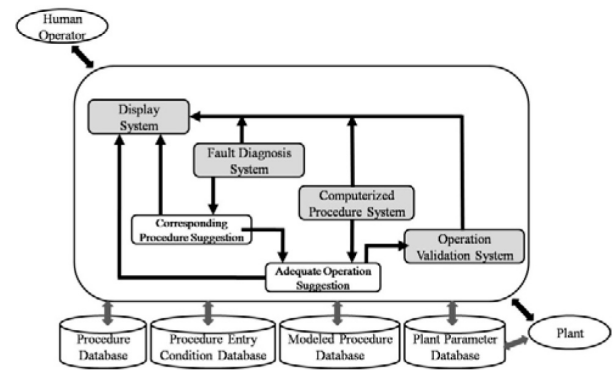 Human
Operator
Display
System
Fault Diagnosis
System
Computerized
Procedure System
Corresponding
Procedure Suggestion
Operation
Validation System
Adequate Operation
Suggestion
Procedure
Database
Procedure Entry
Condition Database
Modeled Procedure
Database
Plant Parameter
Database
Plant